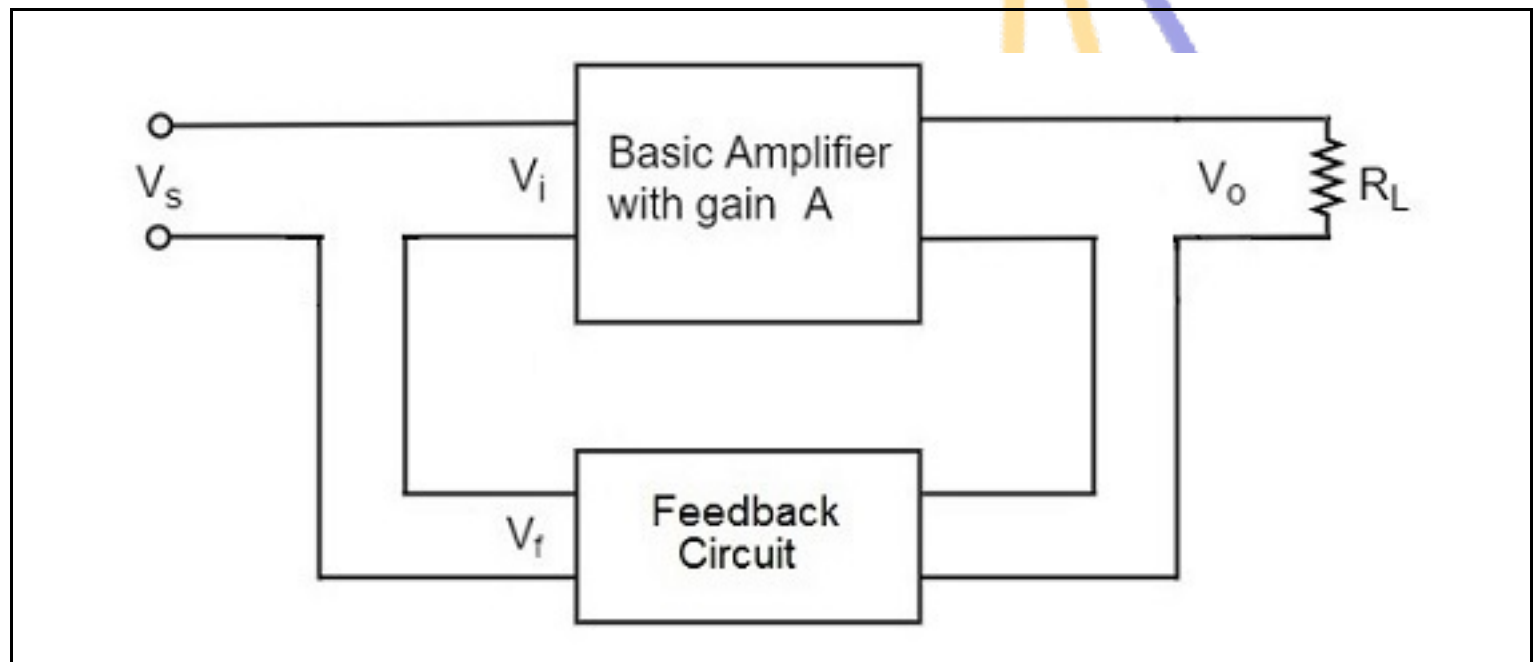 Basic Amplifier
with gain A
Vs
Vi
Vo
RL
Feedback
Circuit
Vf